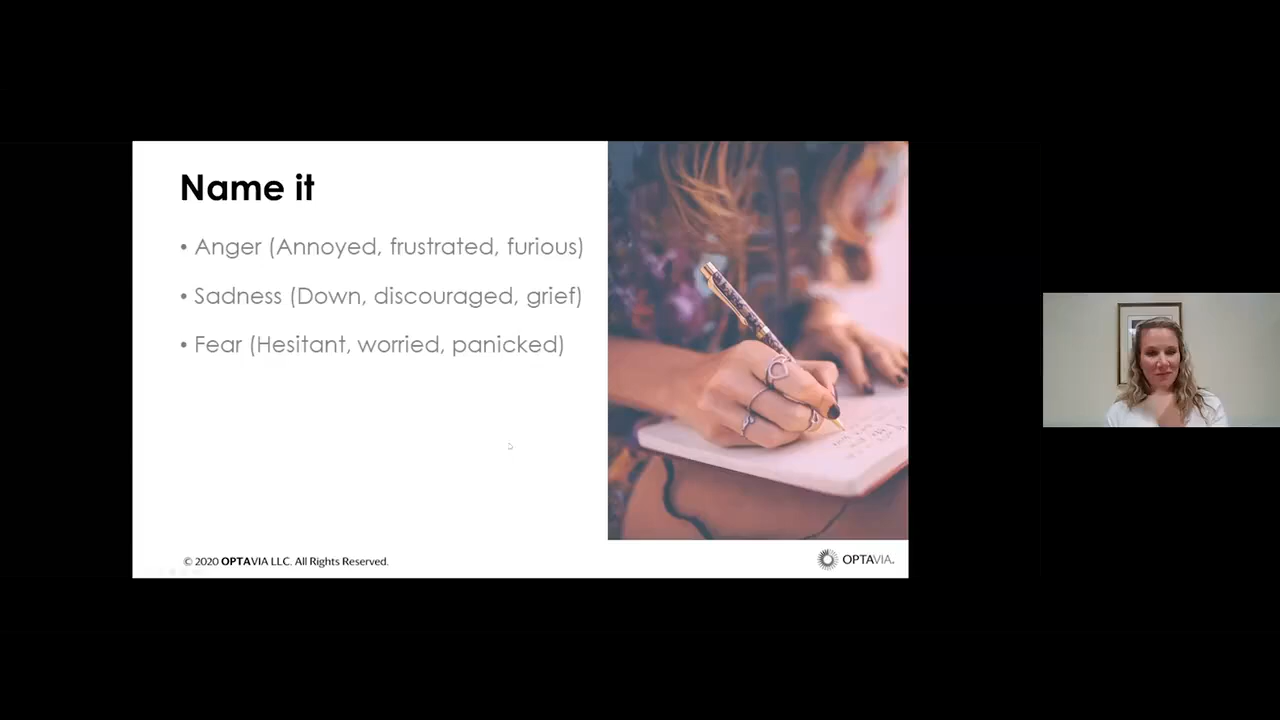 Name it
• Anger (Annoyed, frustrated, furious)
• Sadness (Down, discouraged, grief)
• Fear (Hesitant, worried, panicked)
© 2020 OPTAVIA LLC. All Rights Reserved.
OPTAVIA.